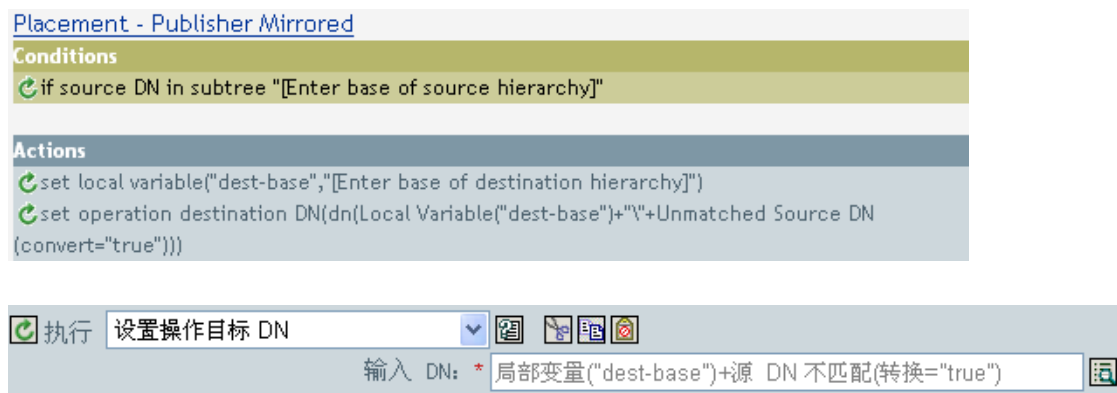 Placement - Publisher Mirrored
Conditions
if source DN in subtree "[Enter base of source hierarchy]"
Actions
set local variable("dest-base","[Enter base of destination hierarchy]")
set operation destination DN(dn(Local Variable("dest-base")+"\"+Unmatched Source DN
(convert="true")))
执行 设置操作目标 DN
输入 DN: * 局部变量("dest-base")+源 DN 不匹配(转换="true")